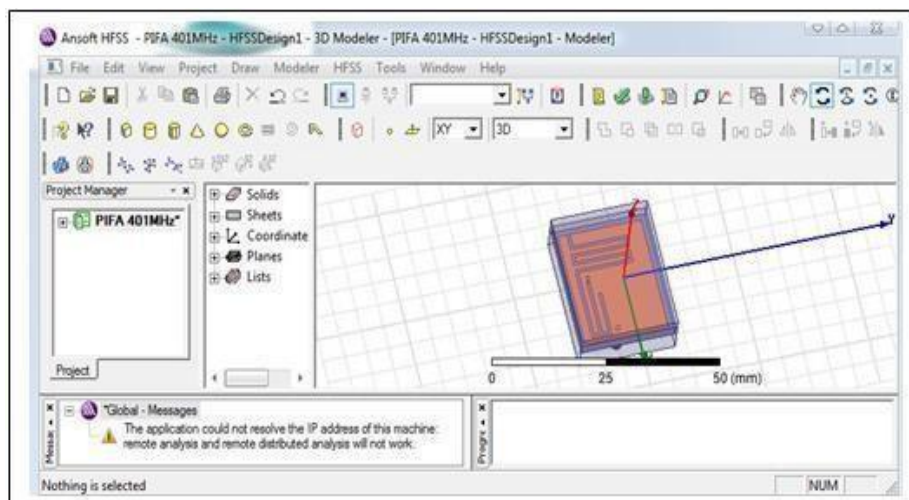 Ansoft HFSS - PIFA 401MHz - HFSSDesign1 - 3D Modeler - [PIFA 401MHz - HFSSDesign1 - Modeler]
File Edit View Project Draw Modeler HFSS Tools Window Help
XY 3D
Project Manager
PIFA 401MHz*
Project
Solids
Sheets
Coordinate
Planes
Lists
Z
Y
0 25 50 (mm)
*Global - Messages
The application could not resolve the IP address of this machine:
remote analysis and remote distributed analysis will not work.
Nothing is selected
NUM